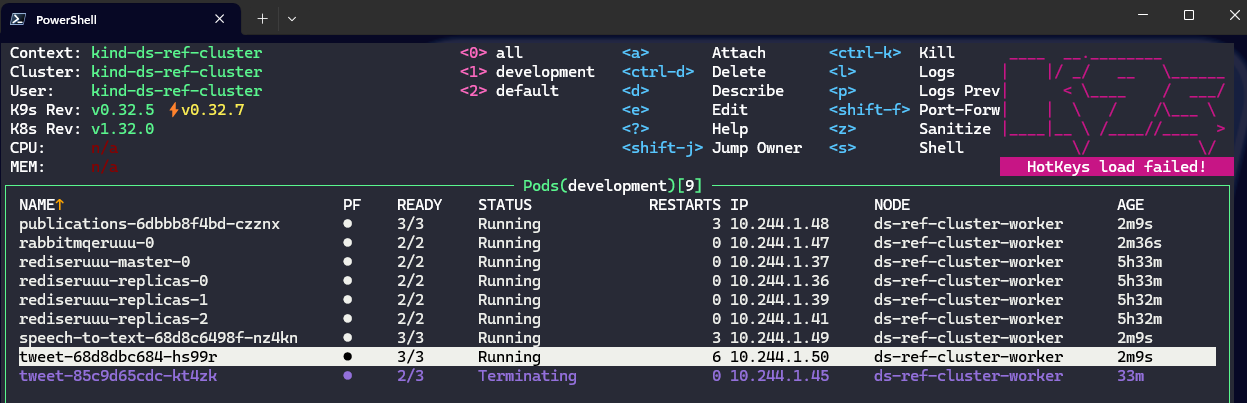 PowerShell
Context: kind-ds-ref-cluster <0> all <a> Attach <ctrl-k> Kill
Cluster: kind-ds-ref-cluster <1> development <ctrl-d> Delete <l> Logs
User: kind-ds-ref-cluster <2> default <d> Describe <p> Logs Prev
K9s Rev: v0.32.5 ⚡v0.32.7 <e> Edit <shift-f> Port-Forw
K8s Rev: v1.32.0 <?> Help <z> Sanitize
CPU: n/a <shift-j> Jump Owner <s> Shell
MEM: n/a
HotKeys load failed!
Pods(development)[9]
NAME↑ PF READY STATUS RESTARTS IP NODE AGE
publications-6dbbb8f4bd-czznx ● 3/3 Running 3 10.244.1.48 ds-ref-cluster-worker 2m9s
rabbitmqeruuu-0 ● 2/2 Running 0 10.244.1.47 ds-ref-cluster-worker 2m36s
rediseruuu-master-0 ● 2/2 Running 0 10.244.1.37 ds-ref-cluster-worker 5h33m
rediseruuu-replicas-0 ● 2/2 Running 0 10.244.1.36 ds-ref-cluster-worker 5h33m
rediseruuu-replicas-1 ● 2/2 Running 0 10.244.1.39 ds-ref-cluster-worker 5h32m
rediseruuu-replicas-2 ● 2/2 Running 0 10.244.1.41 ds-ref-cluster-worker 5h32m
speech-to-text-68d8c6498f-nz4kn ● 3/3 Running 3 10.244.1.49 ds-ref-cluster-worker 2m9s
tweet-68d8dbc684-hs99r ● 3/3 Running 6 10.244.1.50 ds-ref-cluster-worker 2m9s
tweet-85c9d65cdc-kt4zk ● 2/3 Terminating 0 10.244.1.45 ds-ref-cluster-worker 33m